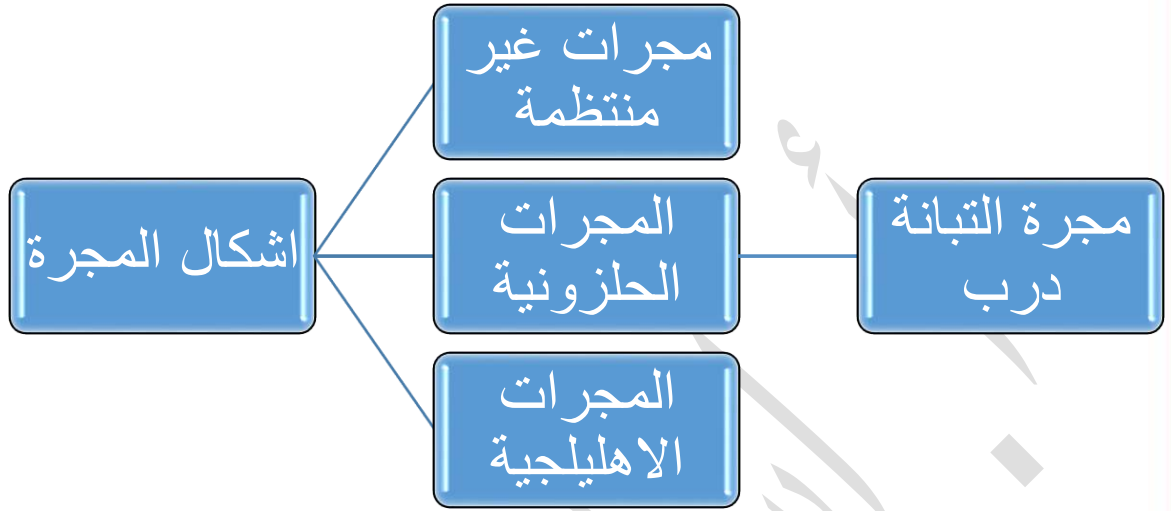 اشكال المجرة
مجرات غير
منتظمة
المجرات
الحلزونية
المجرات
الاهليلجية
مجرة التبانة
درب